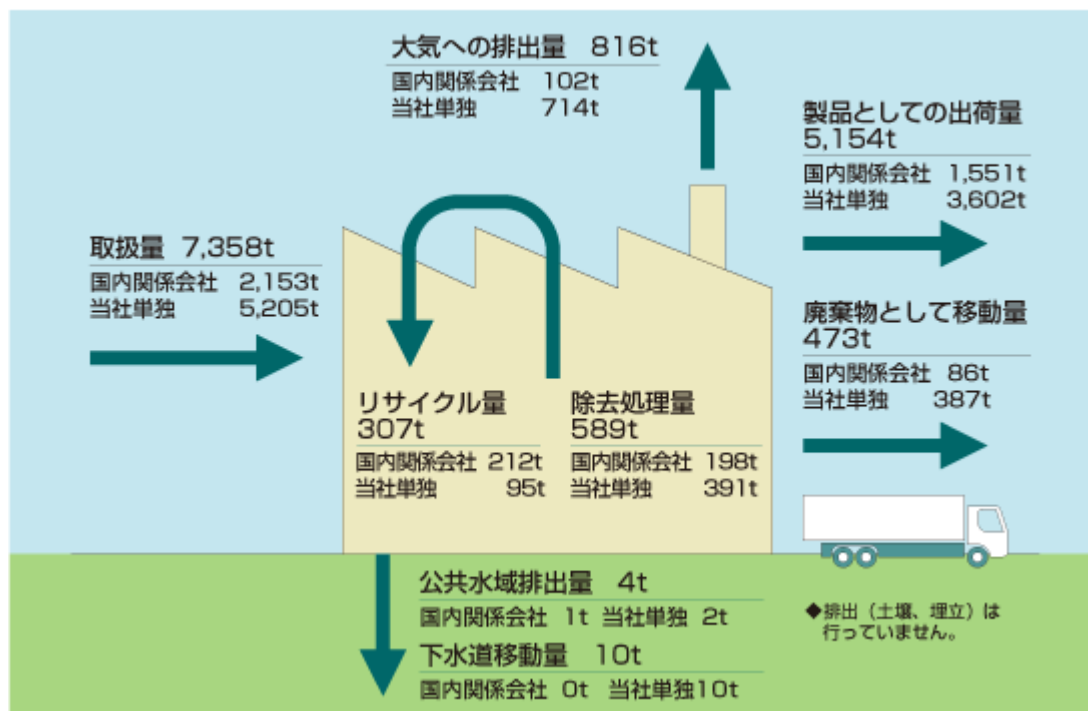 大気への排出量 816t
国内関係会社 102t
当社単独 714t
製品としての出荷量
5,154t
国内関係会社 1,551t
当社単独 3,602t
取扱量 7,358t
国内関係会社 2,153t
当社単独 5,205t
廃棄物として移動量
473t
国内関係会社 86t
当社単独 387t
リサイクル量
307t
国内関係会社 212t
当社単独 95t
除去処理量
589t
国内関係会社 198t
当社単独 391t
公共水域排出量 4t
国内関係会社 1t 当社単独 2t
下水道移動量 10t
国内関係会社 0t 当社単独10t
◆排出（土壌、埋立）は
行っていません。